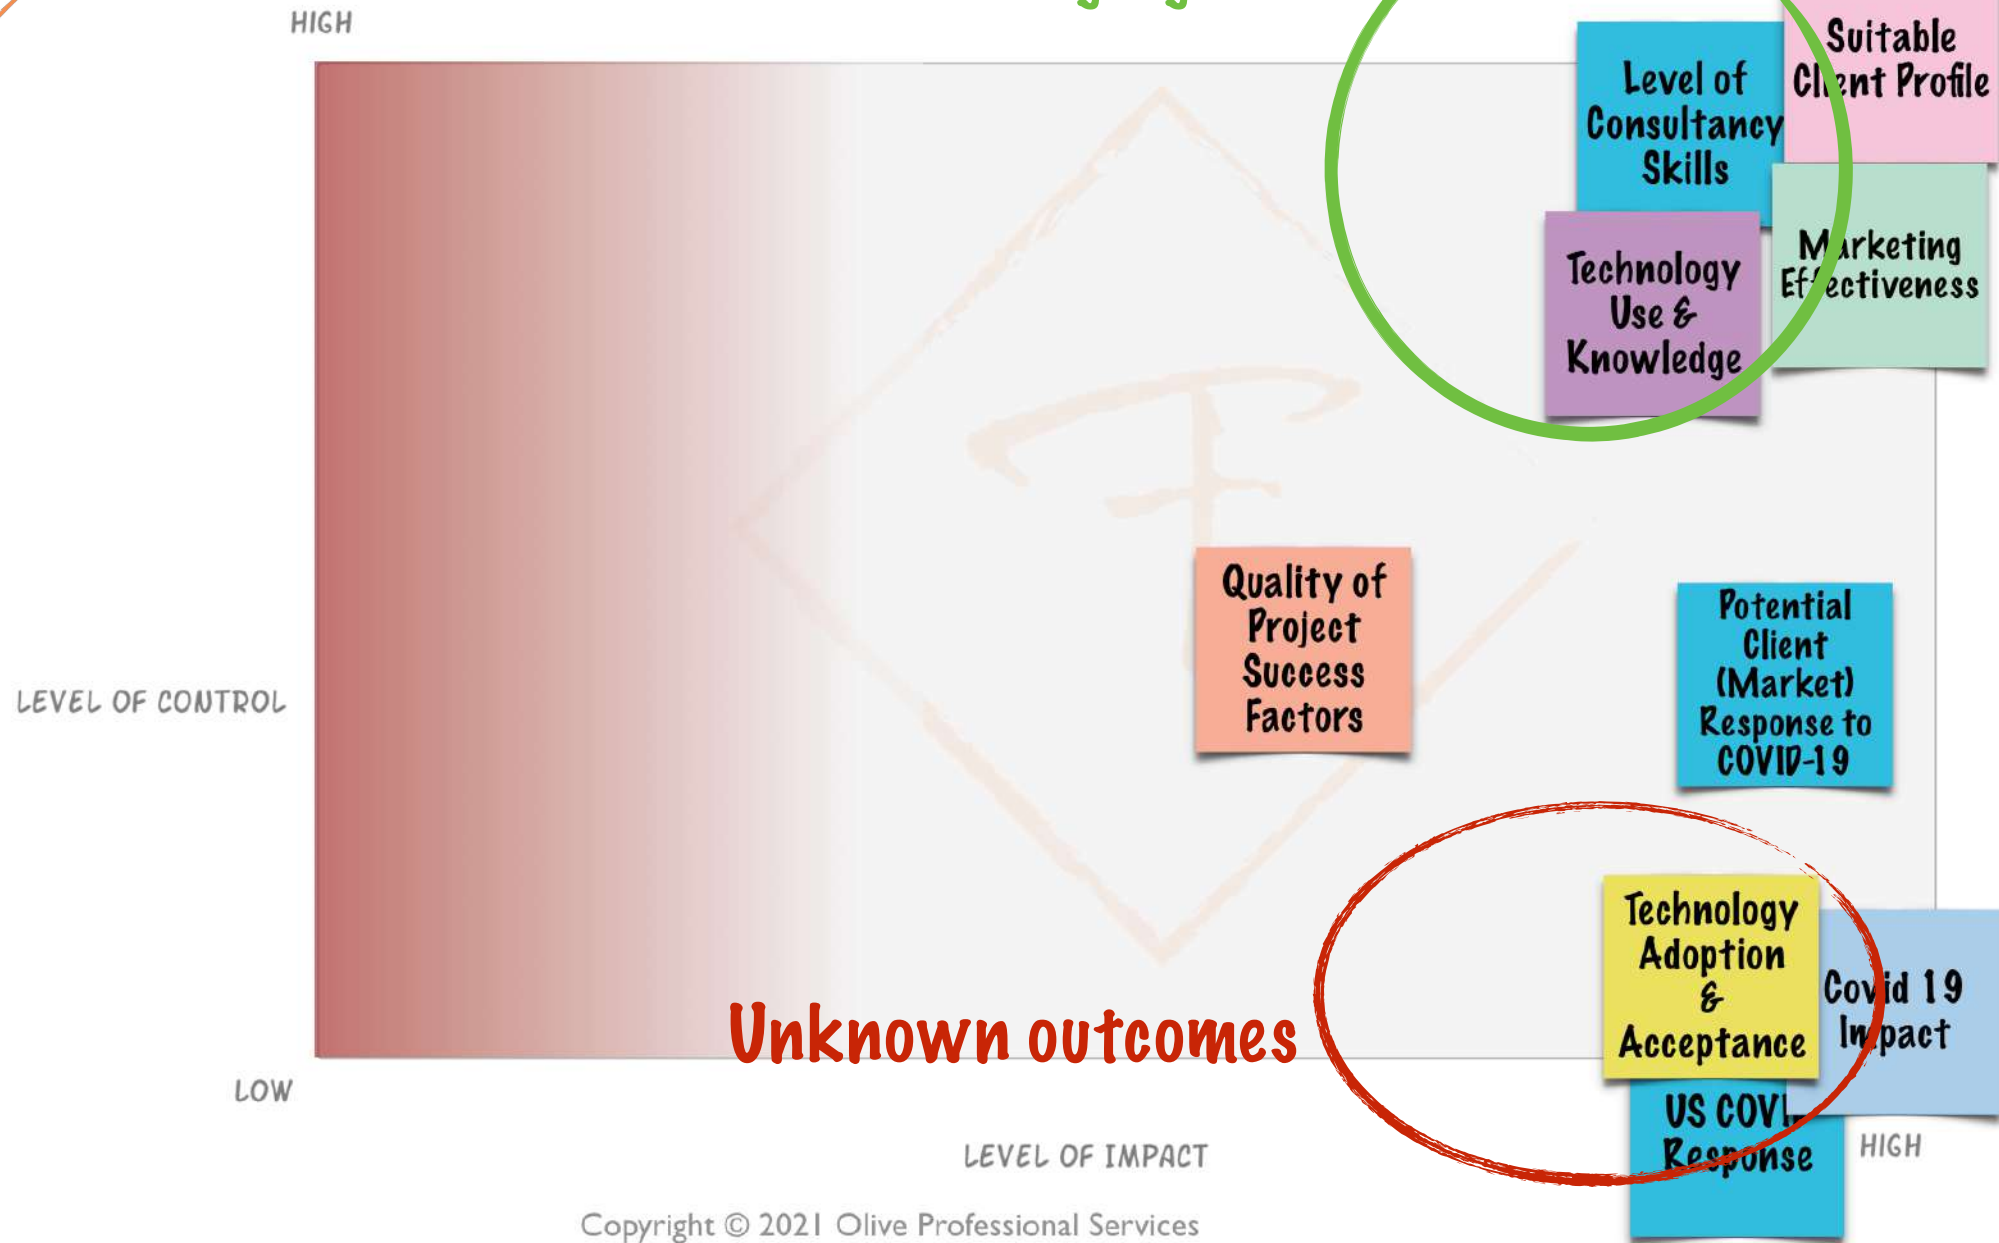 HIGH
Suitable
Client Profile
Level of
Consultancy
Skills
Marketing
Effectiveness
Technology
Use &
Knowledge
Quality of
Project
Success
Factors
Potential
Client
(Market)
Response to
COVID-19
LEVEL OF CONTROL
Technology
Adoption
&
Acceptance
Covid 19
Impact
Unknown outcomes
LOW
US COVI
Response
HIGH
LEVEL OF IMPACT
Copyright © 2021 Olive Professional Services